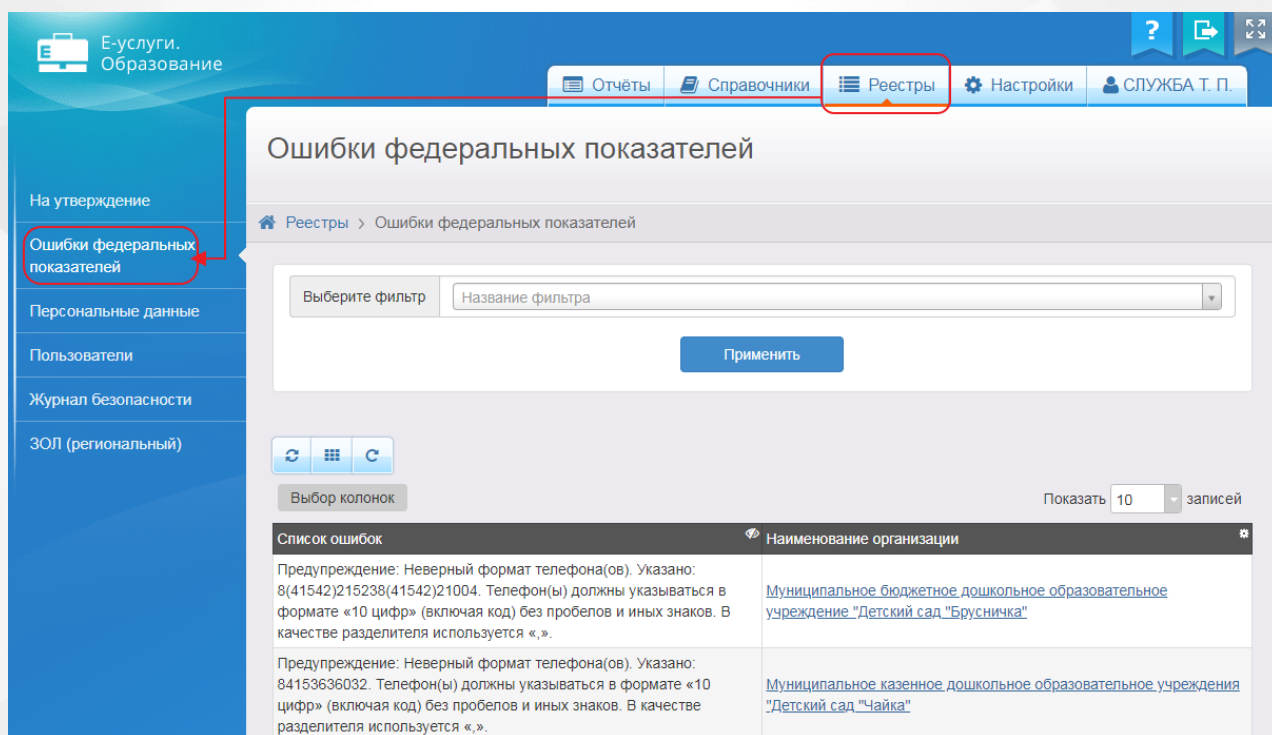 Е-услуги.
Образование
?
Отчёты
Справочники
Реестры
Настройки
СЛУЖБА Т. П.
Ошибки федеральных показателей
На утверждение
Ошибки федеральных
показателей
Персональные данные
Пользователи
Журнал безопасности
ЗОЛ (региональный)
Реестры > Ошибки федеральных показателей
Выберите фильтр
Название фильтра
Применить
Выбор колонок
Показать 10 записей
Список ошибок
Наименование организации
Предупреждение: Неверный формат телефона(ов). Указано:
8(41542)215238(41542)21004. Телефон(ы) должны указываться в
формате «10 цифр» (включая код) без пробелов и иных знаков. В
качестве разделителя используется «,».
Муниципальное бюджетное дошкольное образовательное
учреждение "Детский сад "Брусничка"
Предупреждение: Неверный формат телефона(ов). Указано:
84153636032. Телефон(ы) должны указываться в формате «10
цифр» (включая код) без пробелов и иных знаков. В качестве
разделителя используется «,».
Муниципальное казенное дошкольное образовательное учреждения
"Детский сад "Чайка"